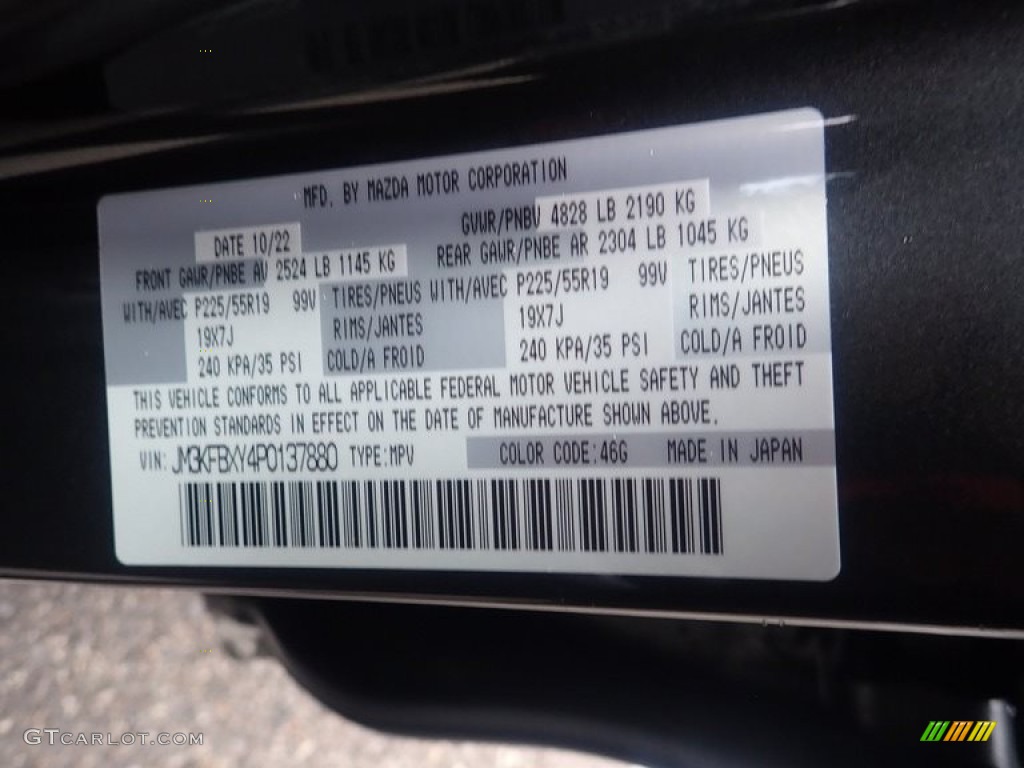 MFD. BY MAZDA MOTOR CORPORATION
DATE 10/22 GVWR/PNBV 4828 LB 2190 KG
FRONT GAWR/PNBE AV 2524 LB 1145 KG REAR GAWR/PNBE AR 2304 LB 1045 KG
WITH/AVEC P225/55R19 99V TIRES/PNEUS WITH/AVEC P225/55R19 99V TIRES/PNEUS
19X7J RIMS/JANTES 19X7J RIMS/JANTES
240 KPA/35 PSI COLD/A FROID 240 KPA/35 PSI COLD/A FROID
THIS VEHICLE CONFORMS TO ALL APPLICABLE FEDERAL MOTOR VEHICLE SAFETY AND THEFT
PREVENTION STANDARDS IN EFFECT ON THE DATE OF MANUFACTURE SHOWN ABOVE.
VIN: JM3KFBXY4P0137880 TYPE:MPV COLOR CODE:46G MADE IN JAPAN
GTCARLOT.COM